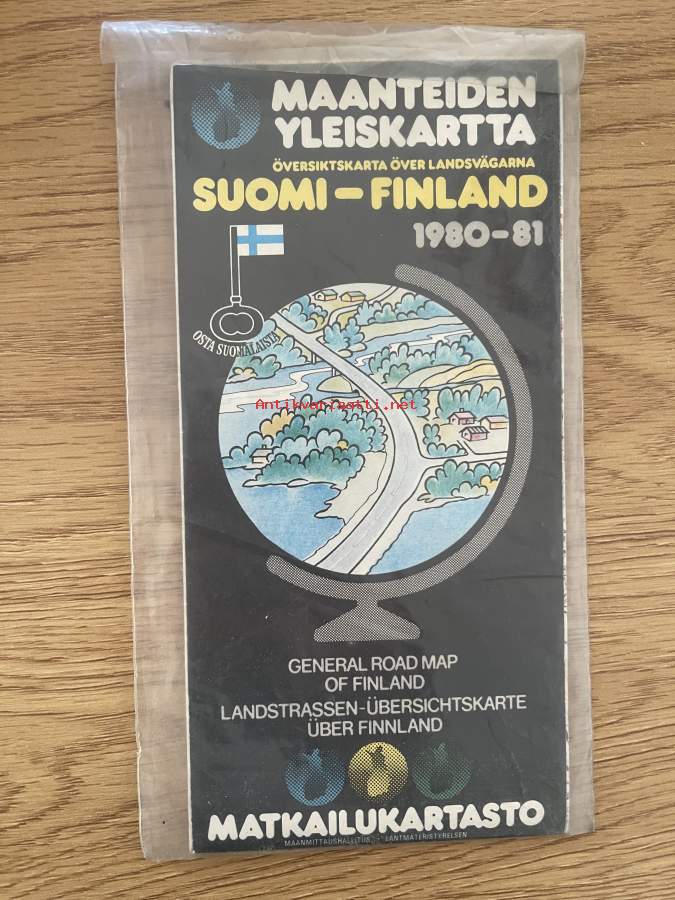 MAANTEIDEN
YLEISKARTTA
ÖVERSIKTSKARTA ÖVER LANDSVÄGARNA
SUOMI – FINLAND
1980-81
OSTA SUOMALAISTA
Antikvariaatti.net
GENERAL ROAD MAP
OF FINLAND
LANDSTRASSEN-ÜBERSICHTSKARTE
ÜBER FINNLAND
MATKAILUKARTASTO
MAANMITTAUSHALLITUS – LANTMÄTERISTYRELSEN